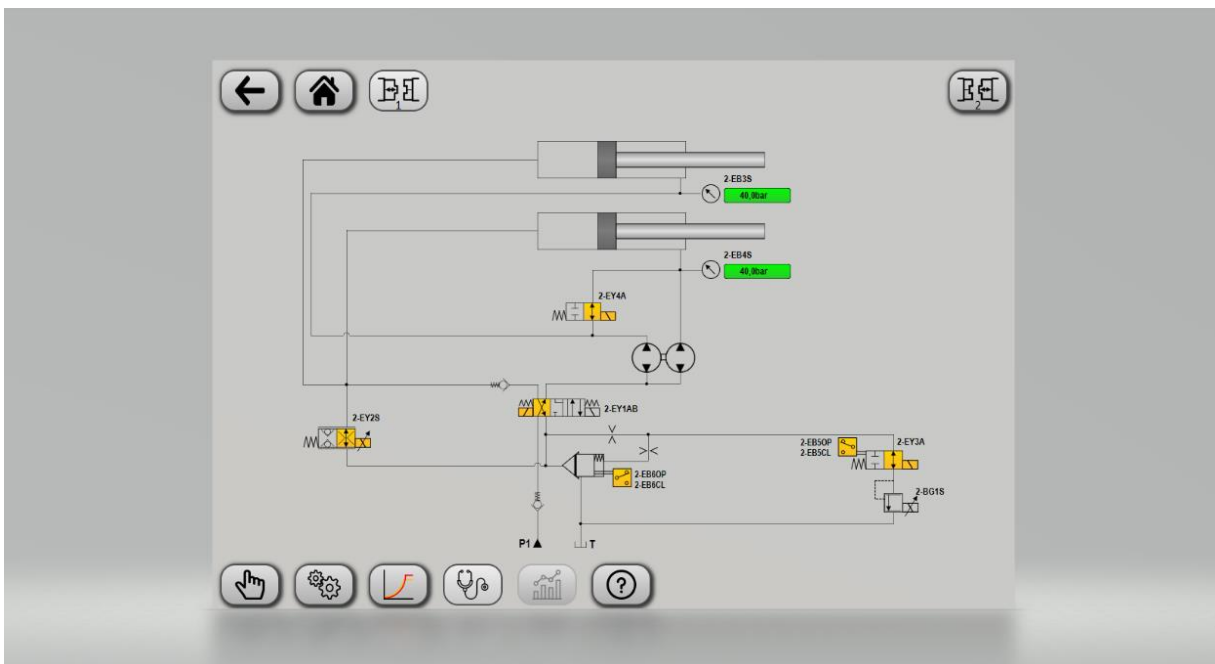 1
2
2-EB3S
40,0bar
2-EB4S
40,0bar
2-EY4A
2-EY1AB
2-EY2S
2-EB5OP
2-EB5CL
2-EY3A
2-EB6OP
2-EB6CL
2-BG1S
P1
T
?